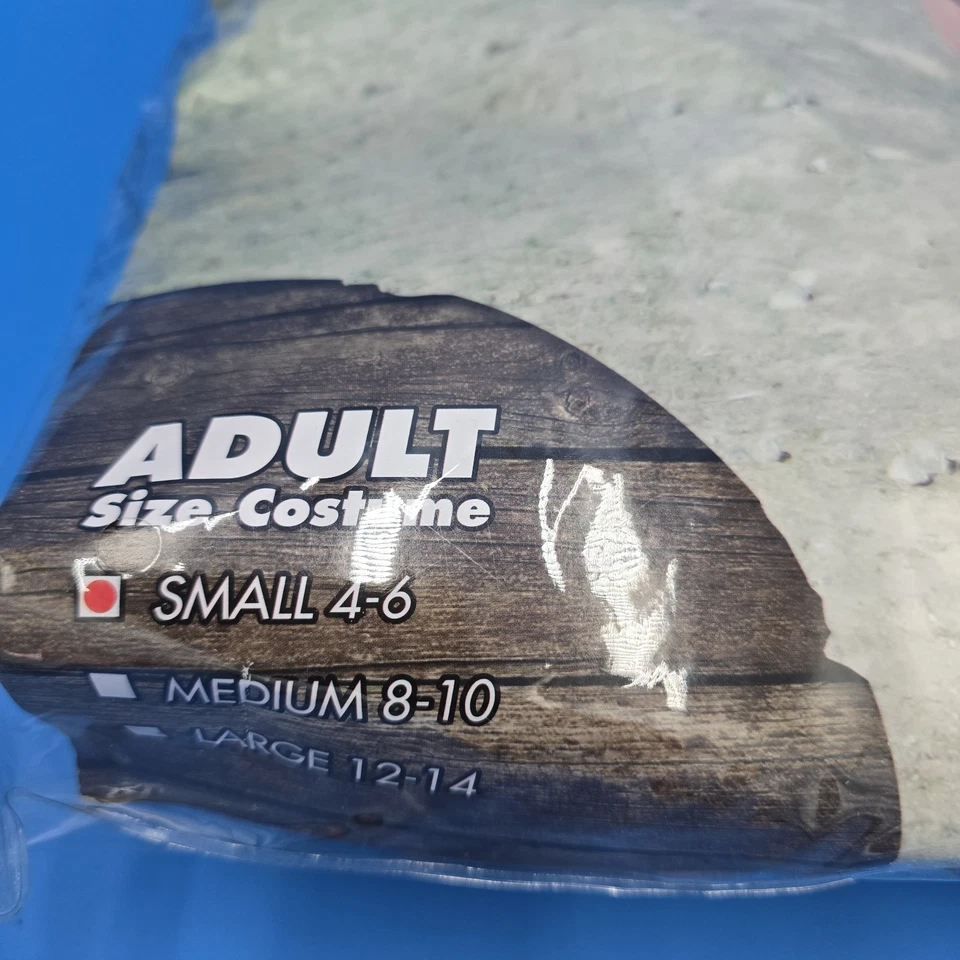 ADULT
Size Costume
SMALL 4-6
MEDIUM 8-10
LARGE 12-14